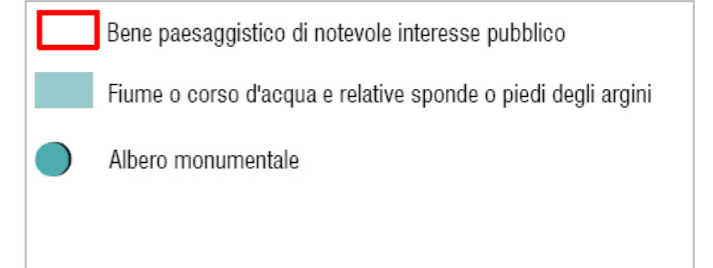 Bene paesaggistico di notevole interesse pubblico
Fiume o corso d'acqua e relative sponde o piedi degli argini
Albero monumentale